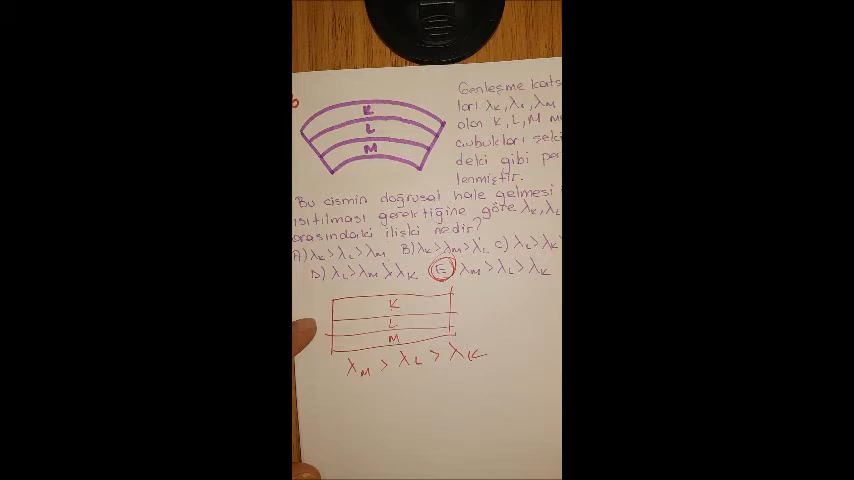 6
K
L
M
Genleşme kats
ları λK, λL, λM
olan K, L, M m
çubukları şeki
deki gibi per
lenmiştir.
Bu cismin doğrusal hale gelmesi i
ısıtılması gerektiğine göre λK, λL
arasındaki ilişki nedir?
A) λK > λL > λM B) λK > λM > λL C) λL > λK
D) λL > λM > λK E) λM > λL > λK
K
L
M
λM > λL > λK